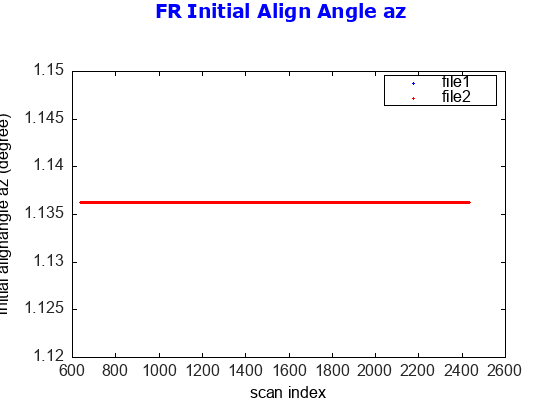 FR Initial Align Angle az
1.15
1.145
1.14
1.135
1.13
1.125
1.12
file1
file2
initial alignangle az (degree)
600 800 1000 1200 1400 1600 1800 2000 2200 2400 2600
scan index